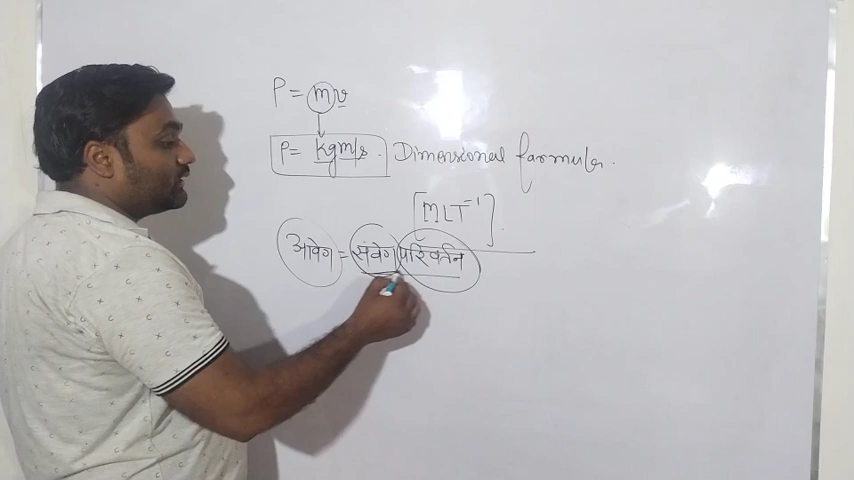 P = mv
P = kgm/s. Dimensional formula.
[MLT⁻¹].
आवेग = संवेग परिवर्तन